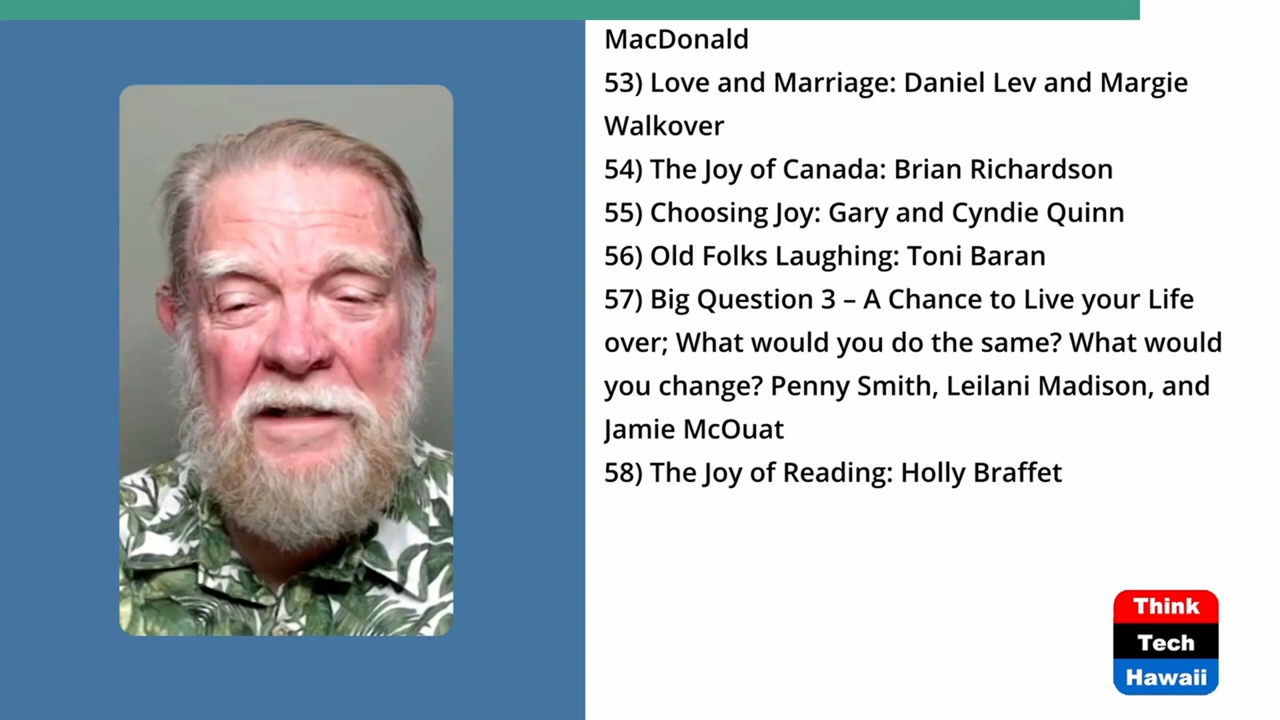 MacDonald
53) Love and Marriage: Daniel Lev and Margie
Walkover
54) The Joy of Canada: Brian Richardson
55) Choosing Joy: Gary and Cyndie Quinn
56) Old Folks Laughing: Toni Baran
57) Big Question 3 – A Chance to Live your Life
over; What would you do the same? What would
you change? Penny Smith, Leilani Madison, and
Jamie McOuat
58) The Joy of Reading: Holly Braffet
Think
Tech
Hawaii